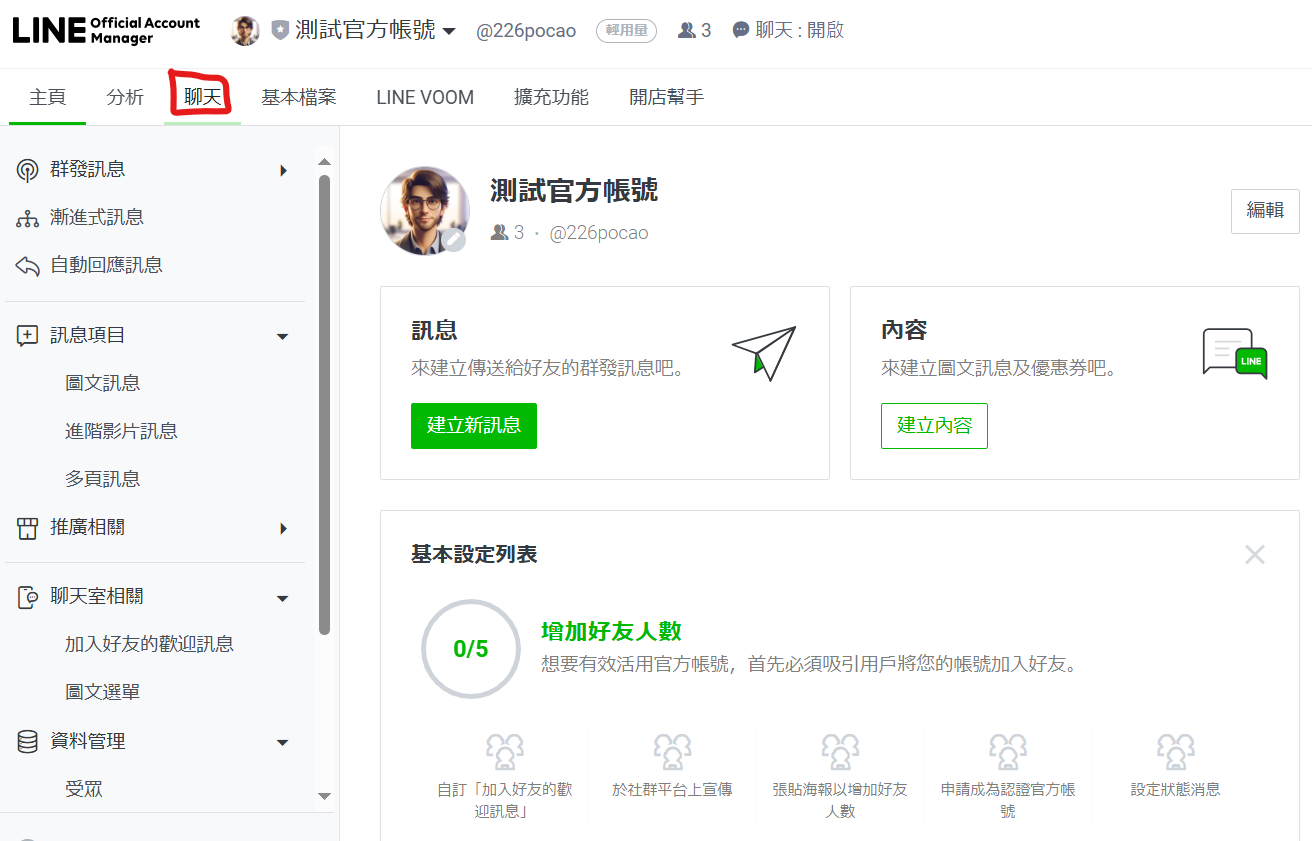 LINE Official Account Manager
測試官方帳號
@226pocao
輕用量
3
聊天 : 開啟
主頁
分析
聊天
基本檔案
LINE VOOM
擴充功能
開店幫手
群發訊息
漸進式訊息
自動回應訊息
訊息項目
圖文訊息
進階影片訊息
多頁訊息
推廣相關
聊天室相關
加入好友的歡迎訊息
圖文選單
資料管理
受眾
測試官方帳號
3 · @226pocao
編輯
訊息
來建立傳送給好友的群發訊息吧。
建立新訊息
內容
來建立圖文訊息及優惠券吧。
LINE
建立內容
基本設定列表
0/5
增加好友人數
想要有效活用官方帳號，首先必須吸引用戶將您的帳號加入好友。
自訂「加入好友的歡
迎訊息」
於社群平台上宣傳
張貼海報以增加好友
人數
申請成為認證官方帳
號
設定狀態消息